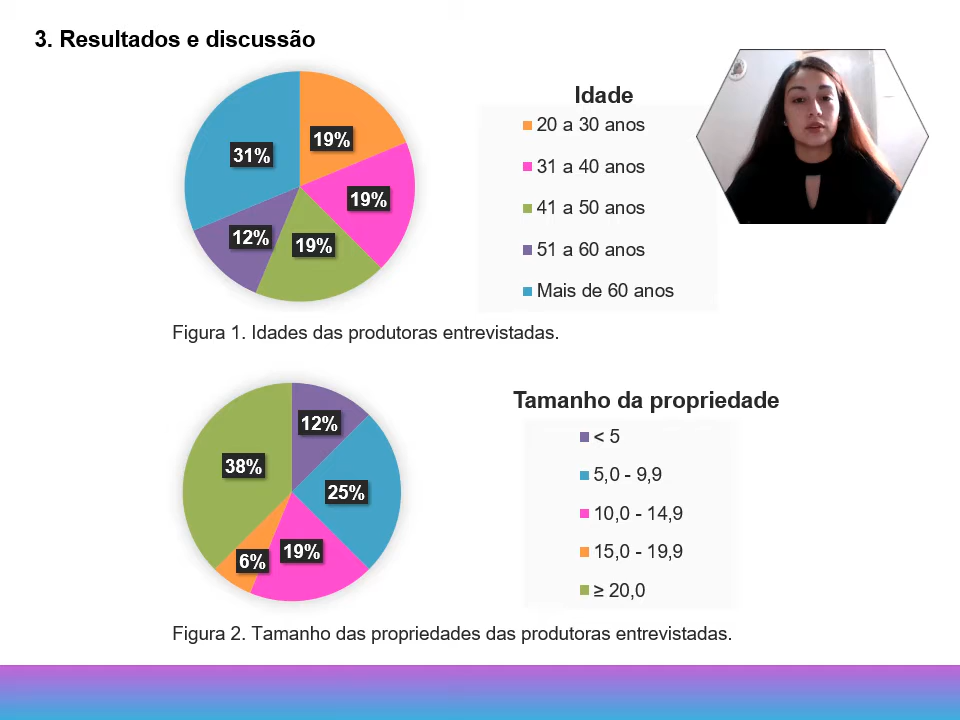 3. Resultados e discussão
19%
31%
19%
12%
19%
Idade
20 a 30 anos
31 a 40 anos
41 a 50 anos
51 a 60 anos
Mais de 60 anos
Figura 1. Idades das produtoras entrevistadas.
12%
38%
25%
19%
6%
Tamanho da propriedade
< 5
5,0 - 9,9
10,0 - 14,9
15,0 - 19,9
≥ 20,0
Figura 2. Tamanho das propriedades das produtoras entrevistadas.